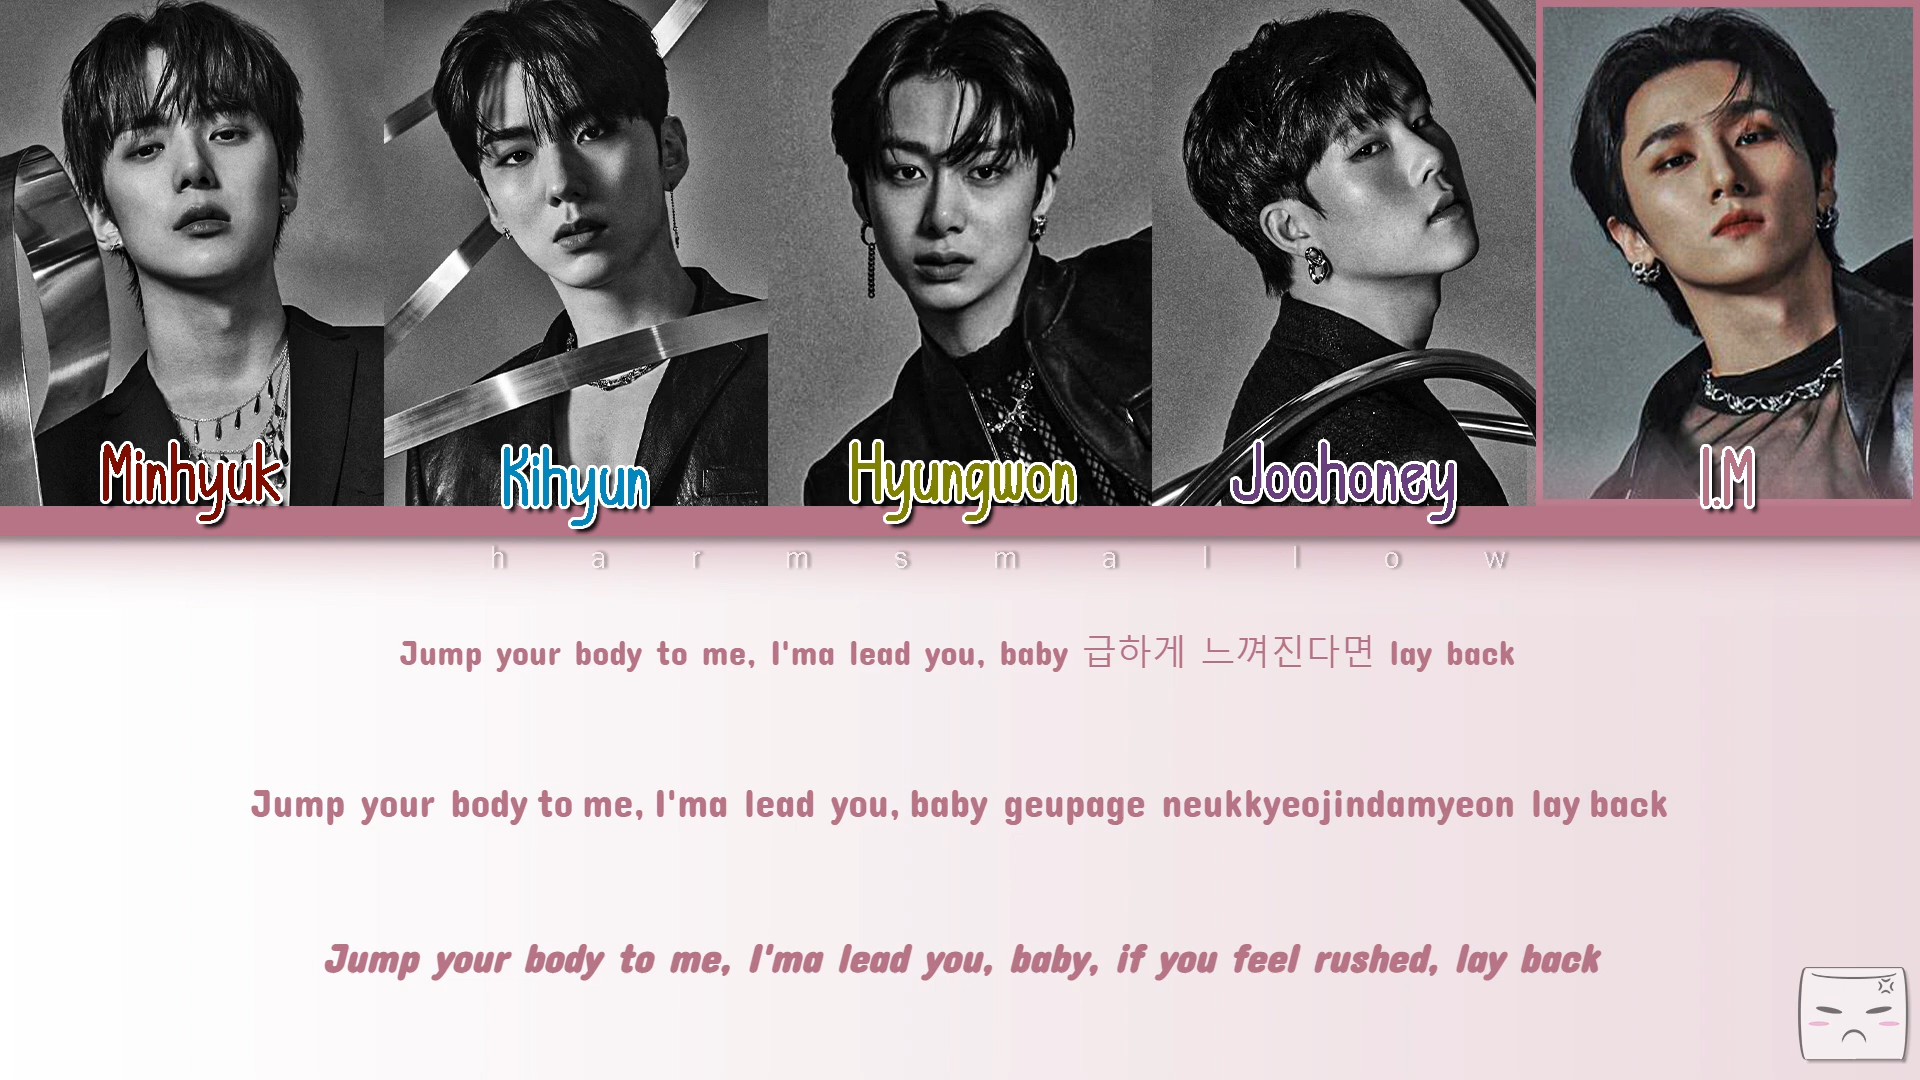 Minhyuk Kihyun Hyungwon Joohoney I.M
harmsmallow
Jump your body to me, I'ma lead you, baby 급하게 느껴진다면 lay back
Jump your body to me, I'ma lead you, baby geupage neukkyeojindamyeon lay back
Jump your body to me, I'ma lead you, baby, if you feel rushed, lay back